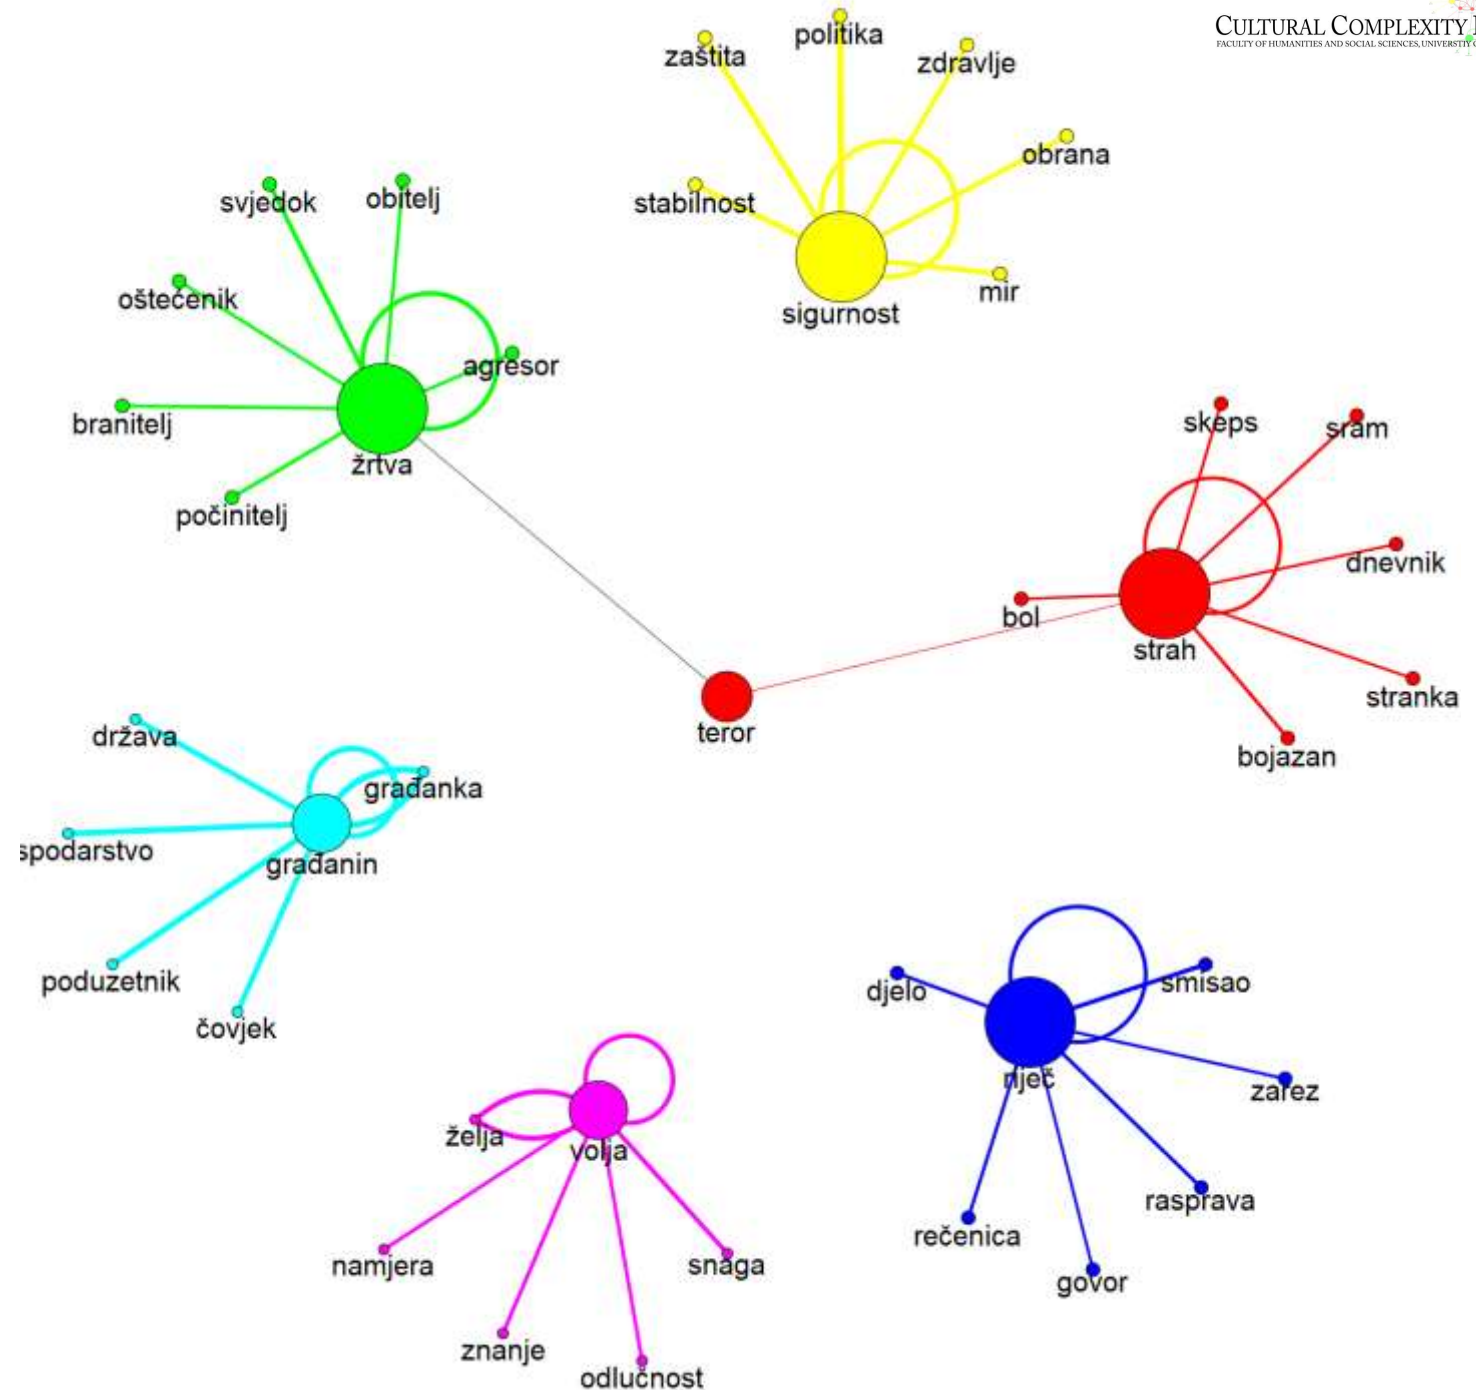 CULTURAL COMPLEXITY
FACULTY OF HUMANITIES AND SOCIAL SCIENCES, UNIVERSTIY
politika
zaštita
zdravlje
obrana
stabilnost
mir
sigurnost
svjedok
obitelj
oštećenik
agresor
branitelj
žrtva
počinitelj
skeps
sram
dnevnik
bol
strah
stranka
bojazan
teror
država
građanka
spodarstvo
građanin
poduzetnik
čovjek
djelo
smisao
riječ
zarez
rasprava
rečenica
govor
želja
volja
namjera
snaga
znanje
odlučnost